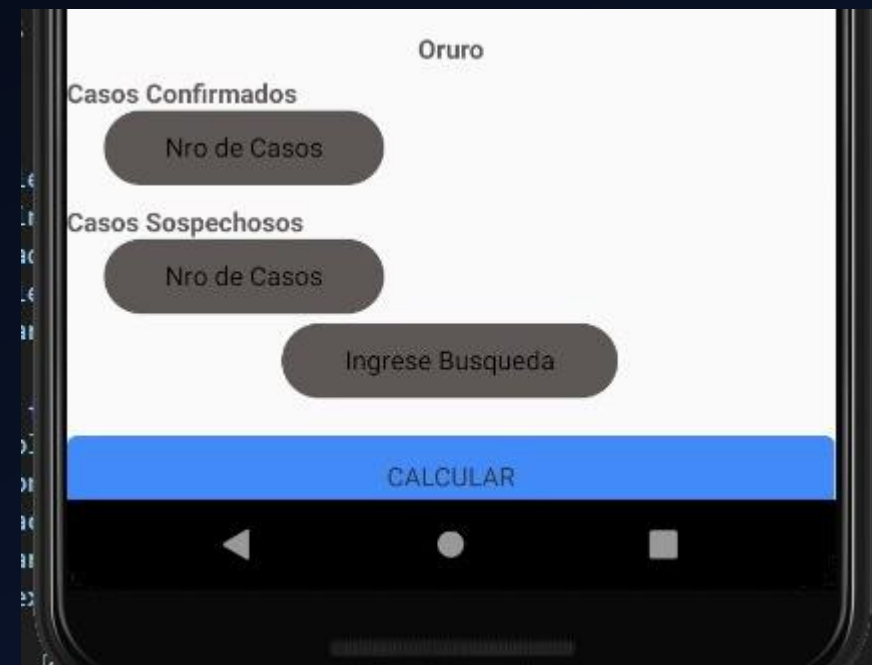 Oruro
Casos Confirmados
Nro de Casos
Casos Sospechosos
Nro de Casos
Ingrese Busqueda
CALCULAR